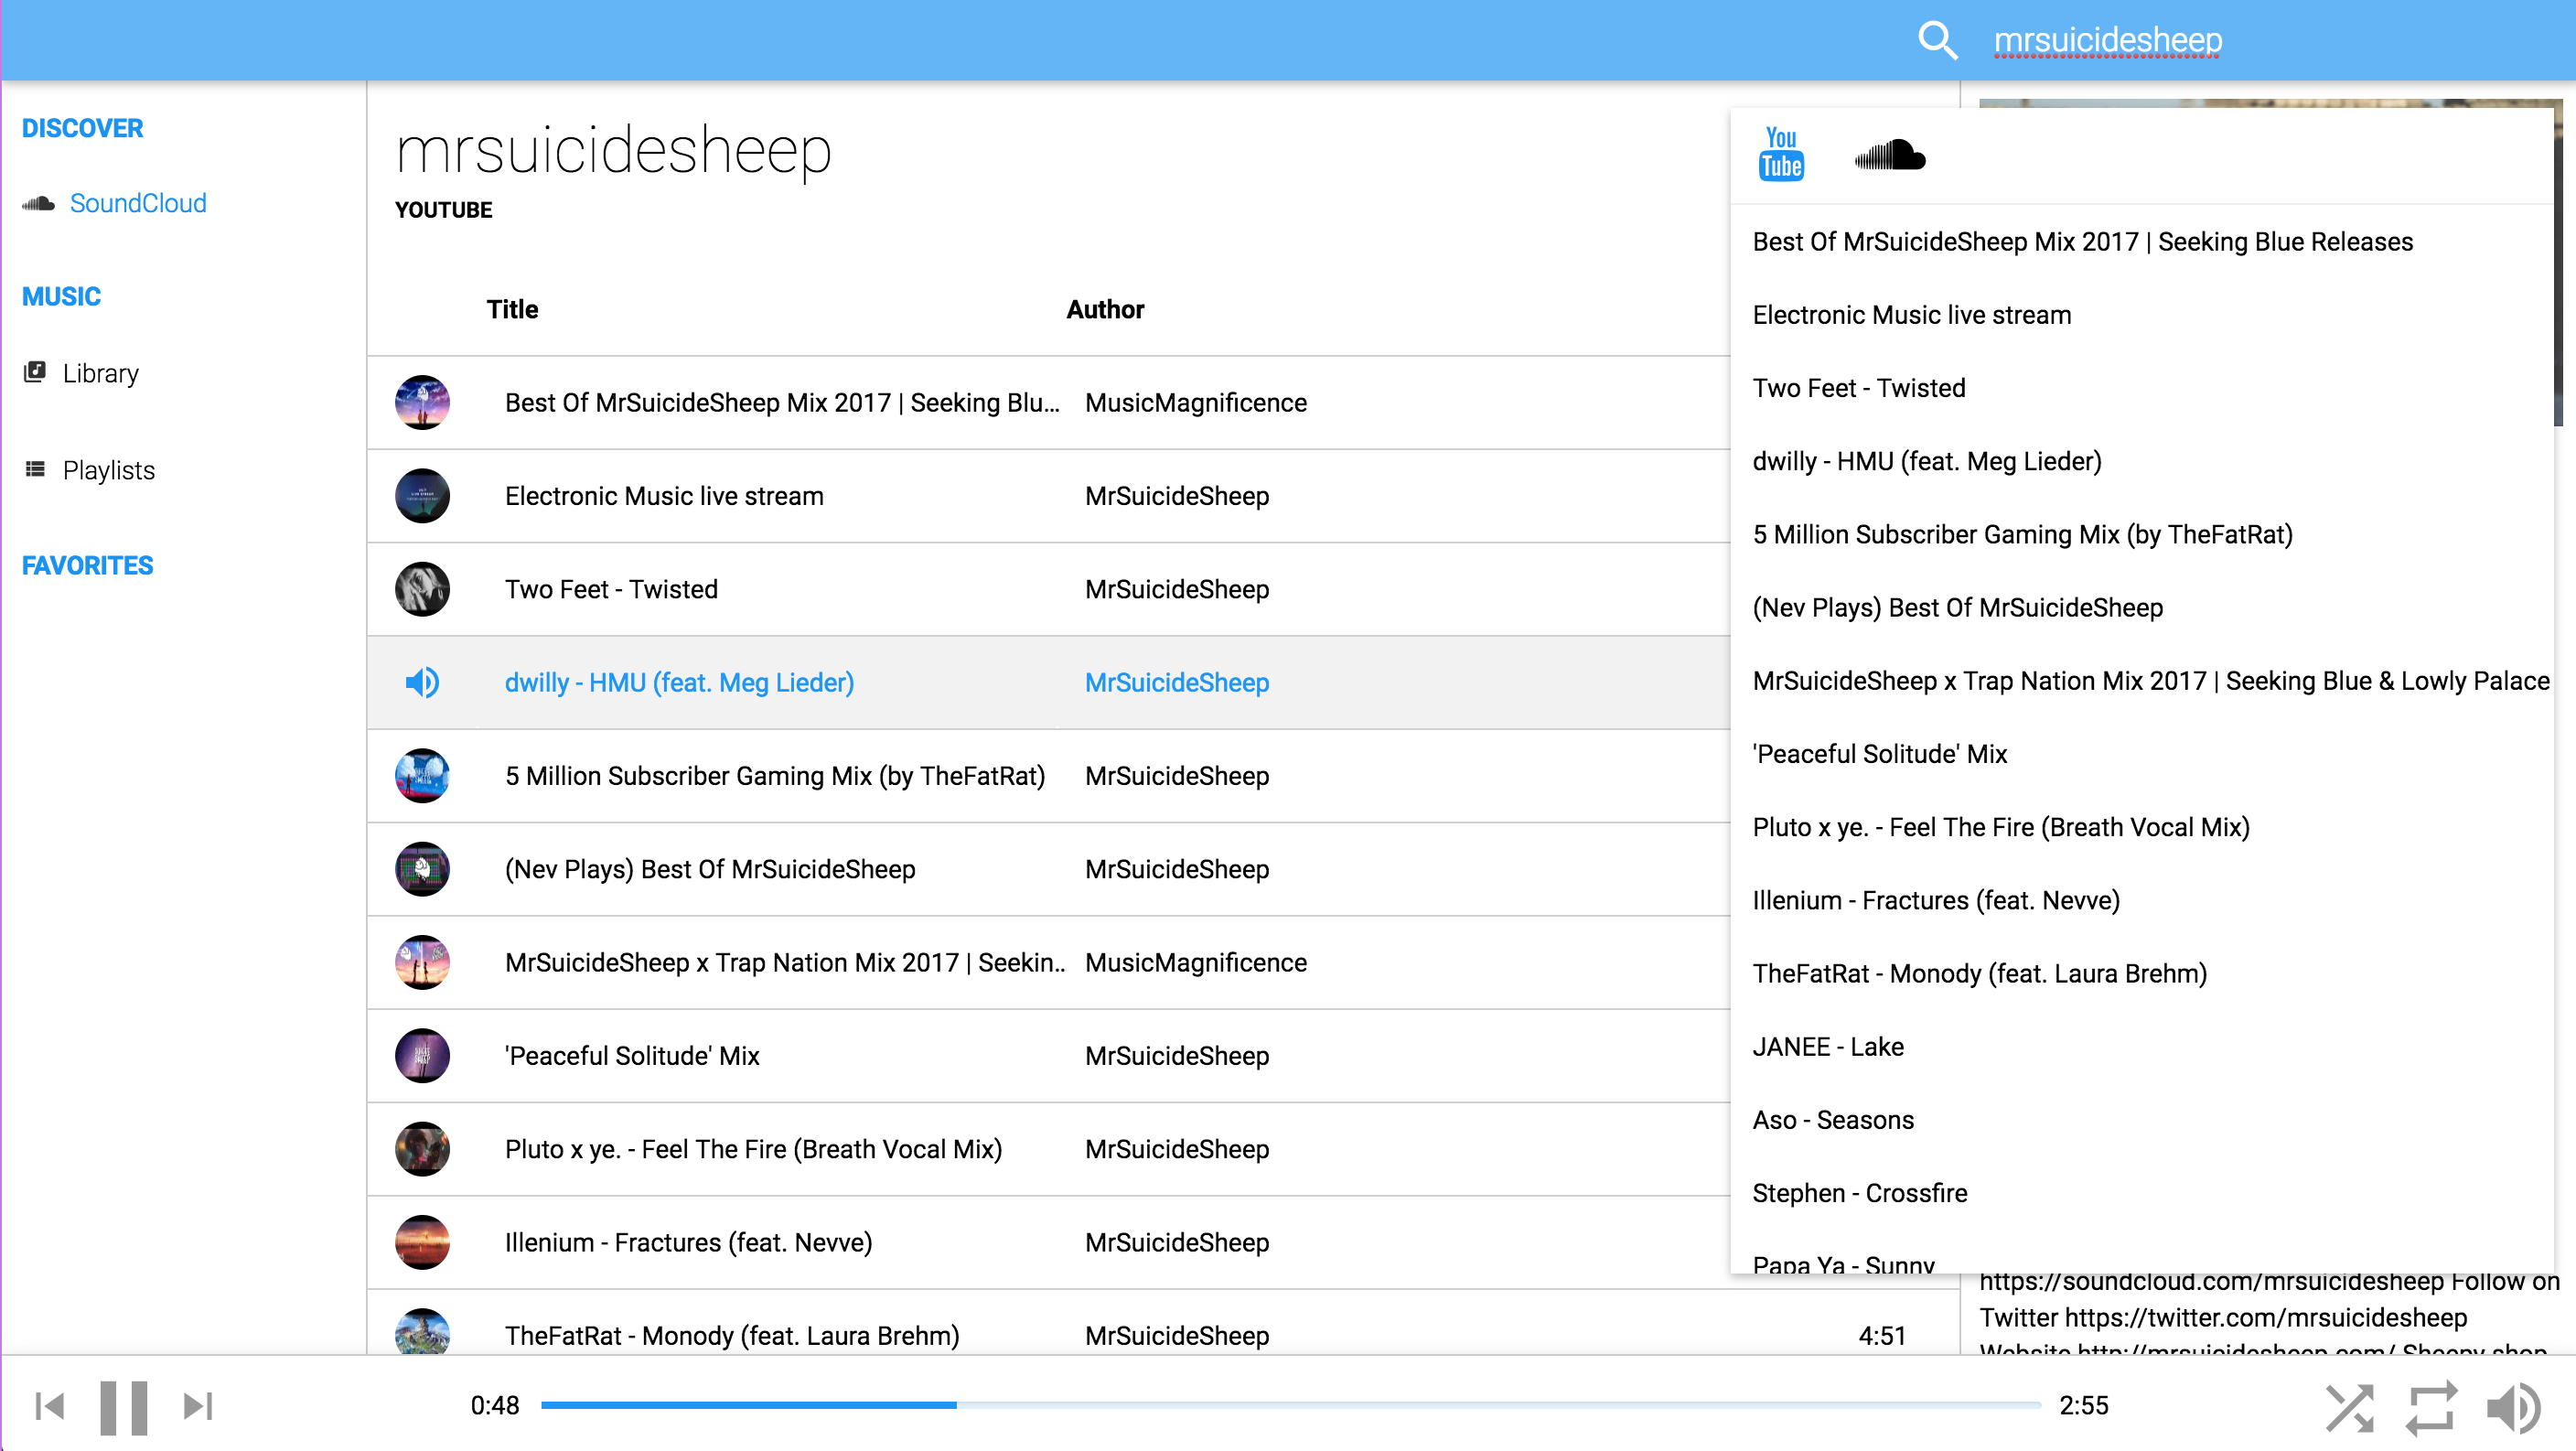 mrsuicidesheep
DISCOVER
SoundCloud
MUSIC
Library
Playlists
FAVORITES
mrsuicidesheep
YOUTUBE
Title Author
Best Of MrSuicideSheep Mix 2017 | Seeking Blu... MusicMagnificence
Electronic Music live stream MrSuicideSheep
Two Feet - Twisted MrSuicideSheep
dwilly - HMU (feat. Meg Lieder) MrSuicideSheep
5 Million Subscriber Gaming Mix (by TheFatRat) MrSuicideSheep
(Nev Plays) Best Of MrSuicideSheep MrSuicideSheep
MrSuicideSheep x Trap Nation Mix 2017 | Seekin.. MusicMagnificence
'Peaceful Solitude' Mix MrSuicideSheep
Pluto x ye. - Feel The Fire (Breath Vocal Mix) MrSuicideSheep
Illenium - Fractures (feat. Nevve) MrSuicideSheep
TheFatRat - Monody (feat. Laura Brehm) MrSuicideSheep 4:51
You
Tube
Best Of MrSuicideSheep Mix 2017 | Seeking Blue Releases
Electronic Music live stream
Two Feet - Twisted
dwilly - HMU (feat. Meg Lieder)
5 Million Subscriber Gaming Mix (by TheFatRat)
(Nev Plays) Best Of MrSuicideSheep
MrSuicideSheep x Trap Nation Mix 2017 | Seeking Blue & Lowly Palace
'Peaceful Solitude' Mix
Pluto x ye. - Feel The Fire (Breath Vocal Mix)
Illenium - Fractures (feat. Nevve)
TheFatRat - Monody (feat. Laura Brehm)
JANEE - Lake
Aso - Seasons
Stephen - Crossfire
Papa Ya - Sunny
https://soundcloud.com/mrsuicidesheep Follow on
Twitter https://twitter.com/mrsuicidesheep
Website http://mrsuicidesheep.com/ Sheepy shop
0:48 2:55